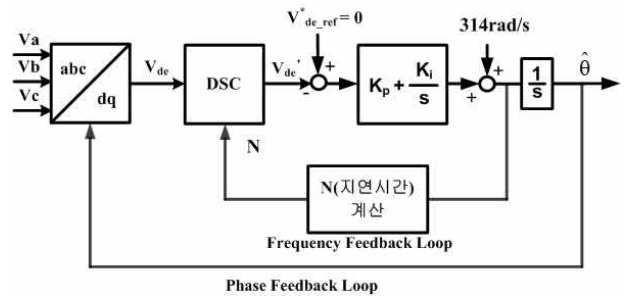 V*de_ref = 0
314rad/s
Va
Vb
Vc
abc
dq
Vde
DSC
Vde'
+
-
Kp + Ki/s
+
+
1/s
θ̂
N
N(지연시간)
계산
Frequency Feedback Loop
Phase Feedback Loop